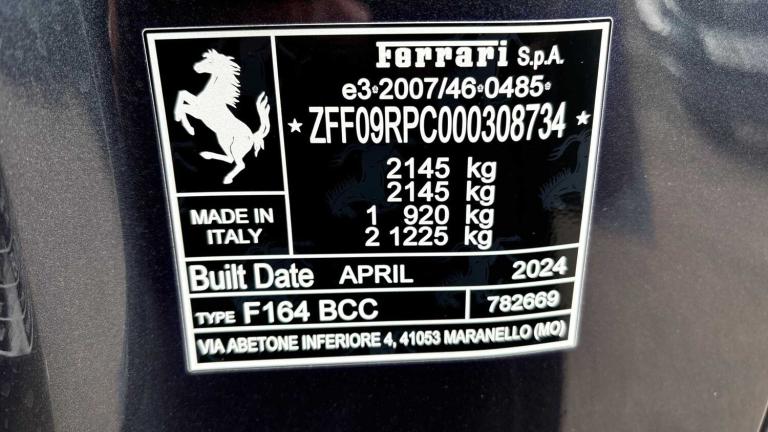 Ferrari S.p.A.
e3*2007/46*0485*
★ZFF09RPC000308734★
2145 kg
2145 kg
1 920 kg
2 1225 kg
MADE IN
ITALY
Built Date APRIL 2024
TYPE F164 BCC 782669
VIA ABETONE INFERIORE 4, 41053 MARANELLO (MO)